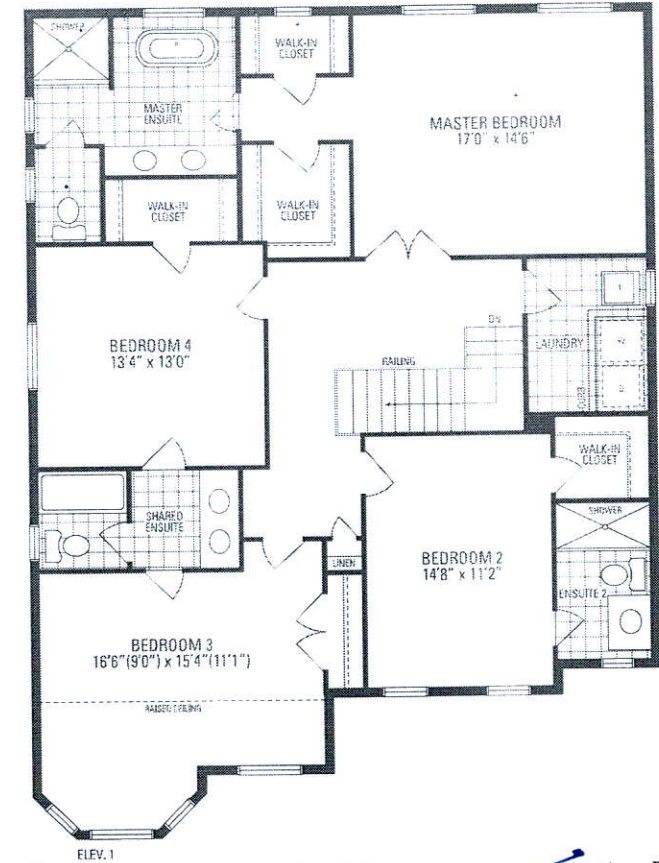 SHOWER
WALK-IN
CLOSET
MASTER
ENSUITE
MASTER BEDROOM
17'0" x 14'6"
WALK-IN
CLOSET
WALK-IN
CLOSET
DN
BEDROOM 4
13'4" x 13'0"
RAILING
LAUNDRY
CURB
WALK-IN
CLOSET
SHARED
ENSUITE
SHOWER
LINEN
BEDROOM 2
14'8" x 11'2"
ENSUITE 2
BEDROOM 3
16'6"(9'0") x 15'4"(11'1")
RAISED CEILING
ELEV. 1